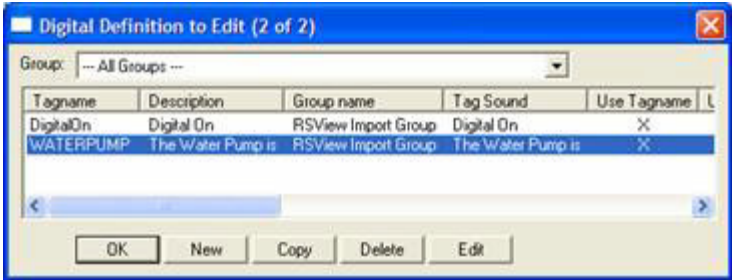 Digital Definition to Edit (2 of 2)
Group: --- All Groups ---
Tagname Description Group name Tag Sound Use Tagname U
DigitalOn Digital On RSView Import Group Digital On X
WATERPUMP The Water Pump is RSView Import Group The Water Pump is X
OK New Copy Delete Edit